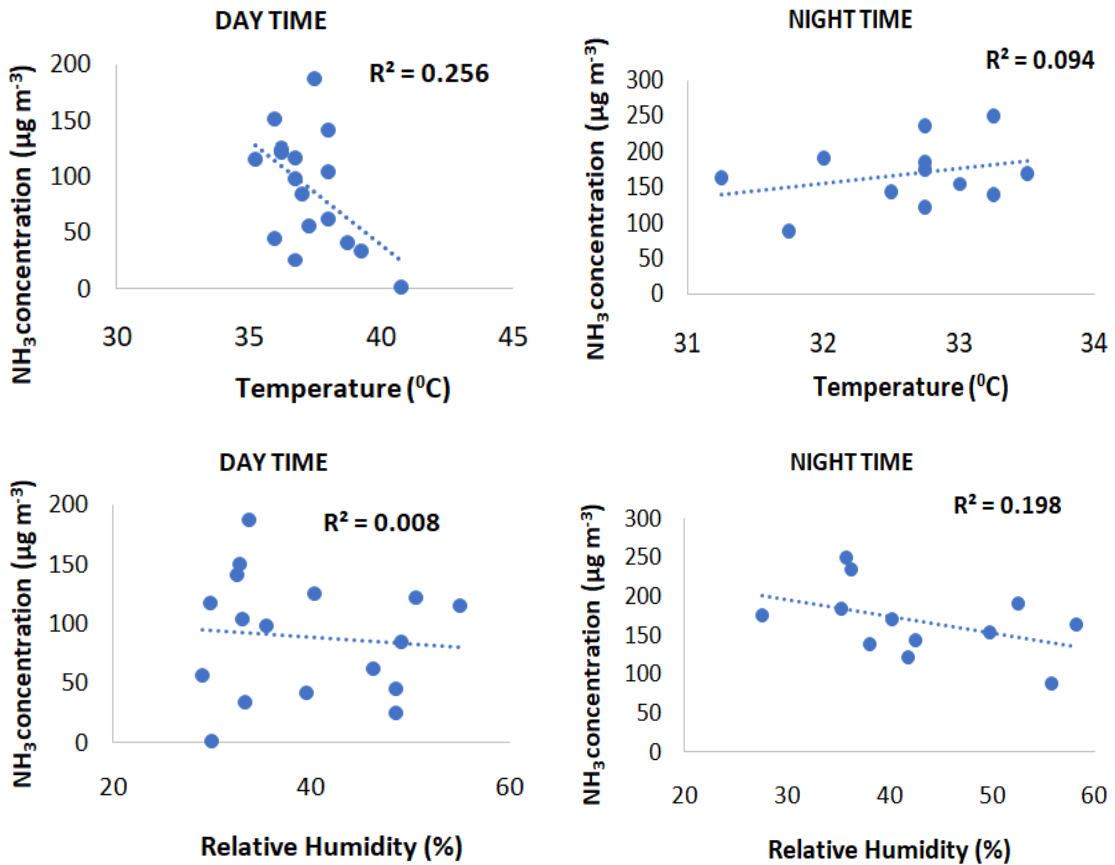 DAY TIME
R² = 0.256
NH₃ concentration (µg m⁻³)
200
150
100
50
0
30 35 40 45
Temperature (⁰C)
NIGHT TIME
R² = 0.094
NH₃ concentration (µg m⁻³)
300
250
200
150
100
50
0
31 32 33 34
Temperature (⁰C)
DAY TIME
R² = 0.008
NH₃ concentration (µg m⁻³)
200
150
100
50
0
20 40 60
Relative Humidity (%)
NIGHT TIME
R² = 0.198
NH₃ concentration (µg m⁻³)
300
250
200
150
100
50
0
20 30 40 50 60
Relative Humidity (%)